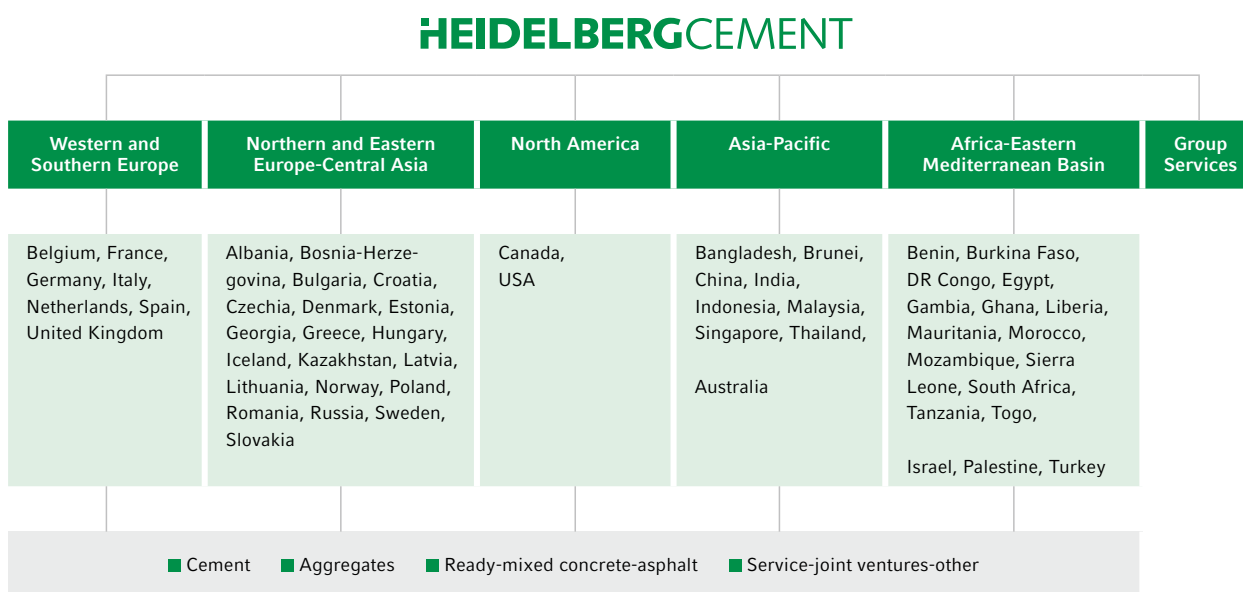 HEIDELBERGCEMENT
Western and
Southern Europe
Northern and Eastern
Europe-Central Asia
North America
Asia-Pacific
Africa-Eastern
Mediterranean Basin
Group
Services
Belgium, France,
Germany, Italy,
Netherlands, Spain,
United Kingdom
Albania, Bosnia-Herze-
govina, Bulgaria, Croatia,
Czechia, Denmark, Estonia,
Georgia, Greece, Hungary,
Iceland, Kazakhstan, Latvia,
Lithuania, Norway, Poland,
Romania, Russia, Sweden,
Slovakia
Canada,
USA
Bangladesh, Brunei,
China, India,
Indonesia, Malaysia,
Singapore, Thailand,
Australia
Benin, Burkina Faso,
DR Congo, Egypt,
Gambia, Ghana, Liberia,
Mauritania, Morocco,
Mozambique, Sierra
Leone, South Africa,
Tanzania, Togo,
Israel, Palestine, Turkey
Cement Aggregates Ready-mixed concrete-asphalt Service-joint ventures-other